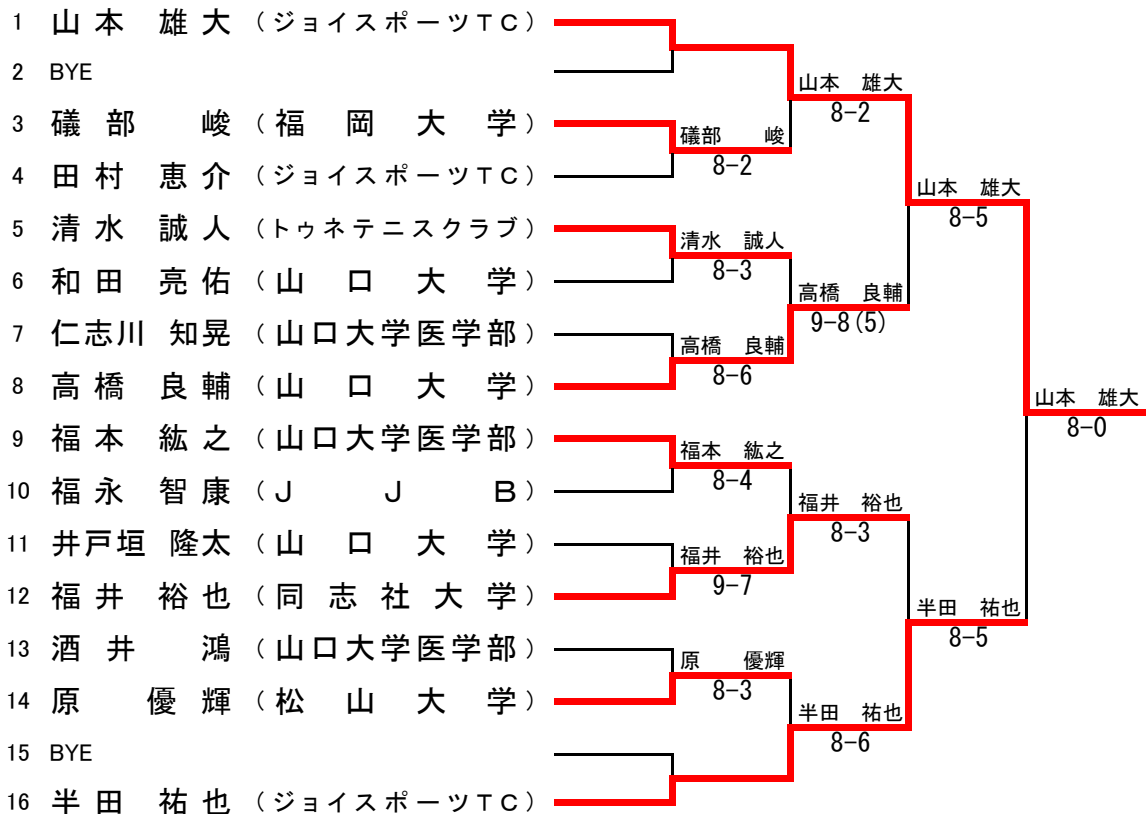 1 山本 雄大 (ジョイスポーツTC)
2 BYE
3 礒部 峻 (福岡大学)
4 田村 恵介 (ジョイスポーツTC)
5 清水 誠人 (トゥネテニスクラブ)
6 和田 亮佑 (山口大学)
7 仁志川 知晃 (山口大学医学部)
8 高橋 良輔 (山口大学)
9 福本 紘之 (山口大学医学部)
10 福永 智康 (JJB)
11 井戸垣 隆太 (山口大学)
12 福井 裕也 (同志社大学)
13 酒井 鴻 (山口大学医学部)
14 原 優輝 (松山大学)
15 BYE
16 半田 祐也 (ジョイスポーツTC)
礒部 峻
8-2
清水 誠人
8-3
高橋 良輔
8-6
福本 紘之
8-4
福井 裕也
9-7
原 優輝
8-3
山本 雄大
8-2
高橋 良輔
9-8(5)
福井 裕也
8-3
半田 祐也
8-6
山本 雄大
8-5
半田 祐也
8-5
山本 雄大
8-0